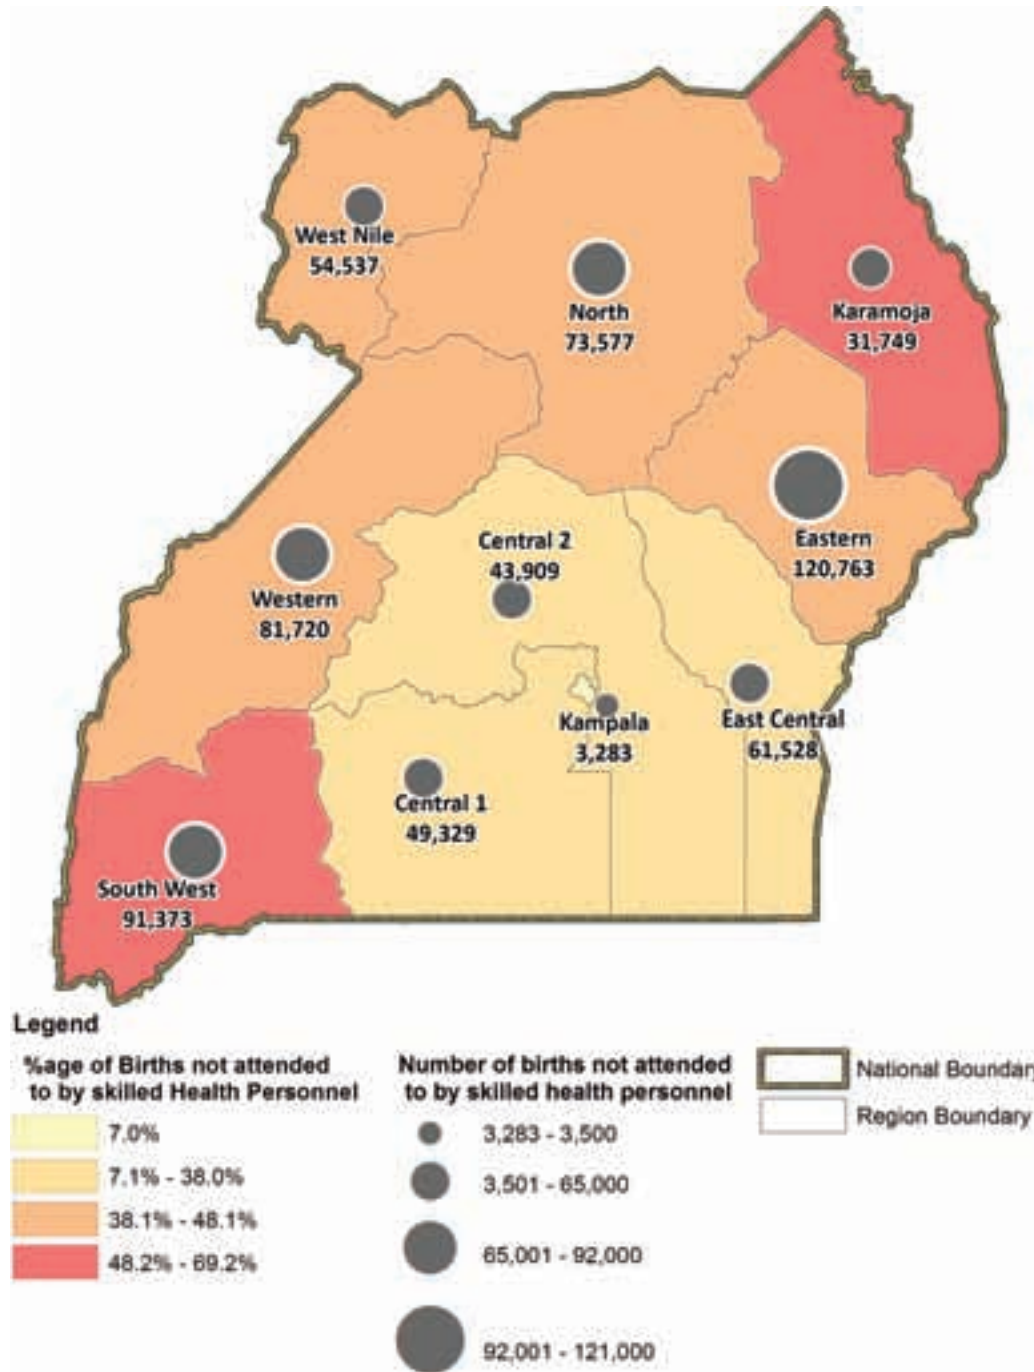 West Nile
54,537
North
73,577
Karamoja
31,749
Eastern
120,763
Central 2
43,909
Western
81,720
Kampala
3,283
East Central
61,528
Central 1
49,329
South West
91,373
Legend
%age of Births not attended
to by skilled Health Personnel
7.0%
7.1% - 38.0%
38.1% - 48.1%
48.2% - 69.2%
Number of births not attended
to by skilled health personnel
3,283 - 3,500
3,501 - 65,000
65,001 - 92,000
92,001 - 121,000
National Boundary
Region Boundary